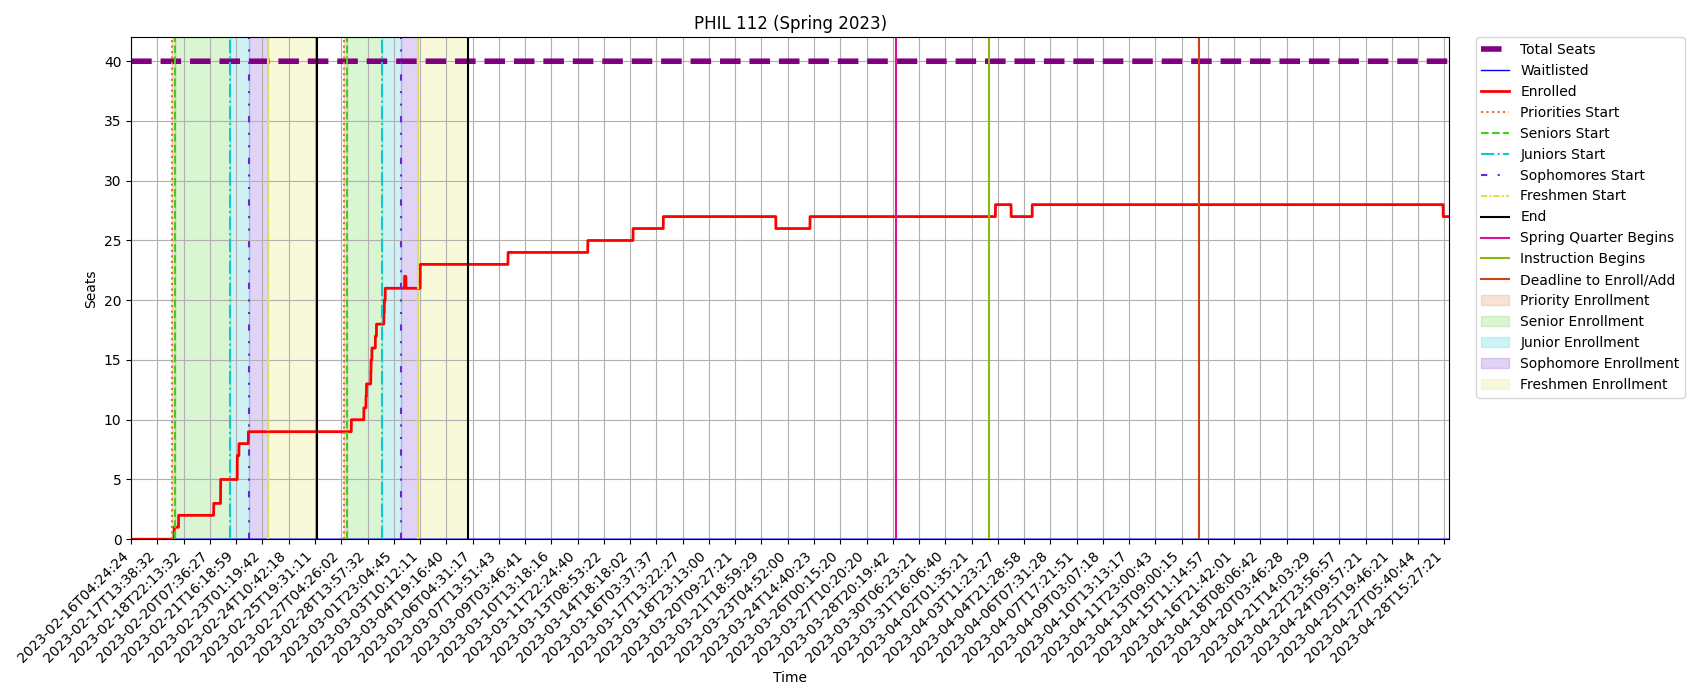 PHIL 112 (Spring 2023)
40
35
30
25
20
15
10
5
0
Seats
2023-02-16T04:24:24
2023-02-17T13:38:32
2023-02-18T22:13:32
2023-02-20T07:36:27
2023-02-21T16:18:59
2023-02-23T01:19:42
2023-02-24T10:42:18
2023-02-25T19:31:11
2023-02-27T04:26:02
2023-02-28T13:57:32
2023-03-01T23:04:45
2023-03-03T10:12:11
2023-03-04T19:16:40
2023-03-06T04:31:17
2023-03-07T13:51:43
2023-03-09T03:46:41
2023-03-10T13:18:16
2023-03-11T22:24:40
2023-03-13T08:53:22
2023-03-14T18:18:02
2023-03-16T03:37:37
2023-03-17T13:22:27
2023-03-18T23:13:00
2023-03-20T09:27:21
2023-03-21T18:59:29
2023-03-23T04:52:00
2023-03-24T14:40:23
2023-03-26T00:15:20
2023-03-27T10:20:20
2023-03-28T20:19:42
2023-03-30T06:23:21
2023-03-31T16:06:40
2023-04-02T01:35:21
2023-04-03T11:23:27
2023-04-04T21:28:58
2023-04-06T07:31:28
2023-04-07T17:21:51
2023-04-09T03:07:18
2023-04-10T13:13:17
2023-04-11T23:00:43
2023-04-13T09:00:15
2023-04-15T11:14:57
2023-04-16T21:42:01
2023-04-18T08:06:42
2023-04-20T03:46:28
2023-04-21T14:03:29
2023-04-22T23:56:57
2023-04-24T09:57:21
2023-04-25T19:46:21
2023-04-27T05:40:44
2023-04-28T15:27:21
Time
Total Seats
Waitlisted
Enrolled
Priorities Start
Seniors Start
Juniors Start
Sophomores Start
Freshmen Start
End
Spring Quarter Begins
Instruction Begins
Deadline to Enroll/Add
Priority Enrollment
Senior Enrollment
Junior Enrollment
Sophomore Enrollment
Freshmen Enrollment